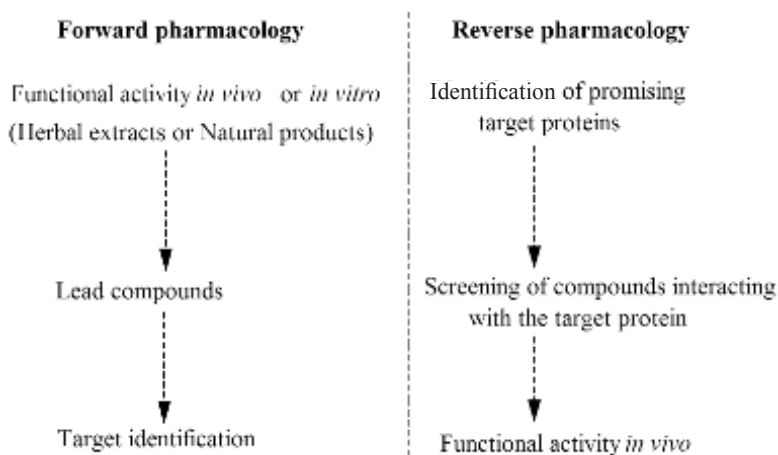 Forward pharmacology
Functional activity in vivo or in vitro
(Herbal extracts or Natural products)
Lead compounds
Target identification
Reverse pharmacology
Identification of promising
target proteins
Screening of compounds interacting
with the target protein
Functional activity in vivo